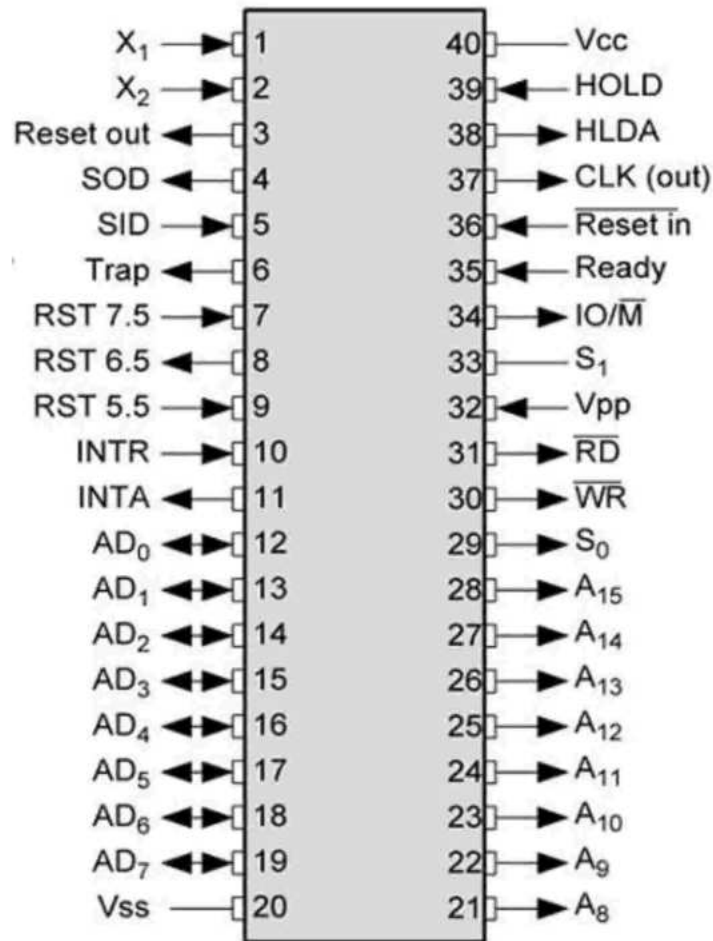 X₁ 1 40 Vcc
X₂ 2 39 HOLD
Reset out 3 38 HLDA
SOD 4 37 CLK (out)
SID 5 36 R̅e̅s̅e̅t̅ ̅i̅n̅
Trap 6 35 Ready
RST 7.5 7 34 IO/M̅
RST 6.5 8 33 S₁
RST 5.5 9 32 Vpp
INTR 10 31 R̅D̅
INTA 11 30 W̅R̅
AD₀ 12 29 S₀
AD₁ 13 28 A₁₅
AD₂ 14 27 A₁₄
AD₃ 15 26 A₁₃
AD₄ 16 25 A₁₂
AD₅ 17 24 A₁₁
AD₆ 18 23 A₁₀
AD₇ 19 22 A₉
Vss 20 21 A₈